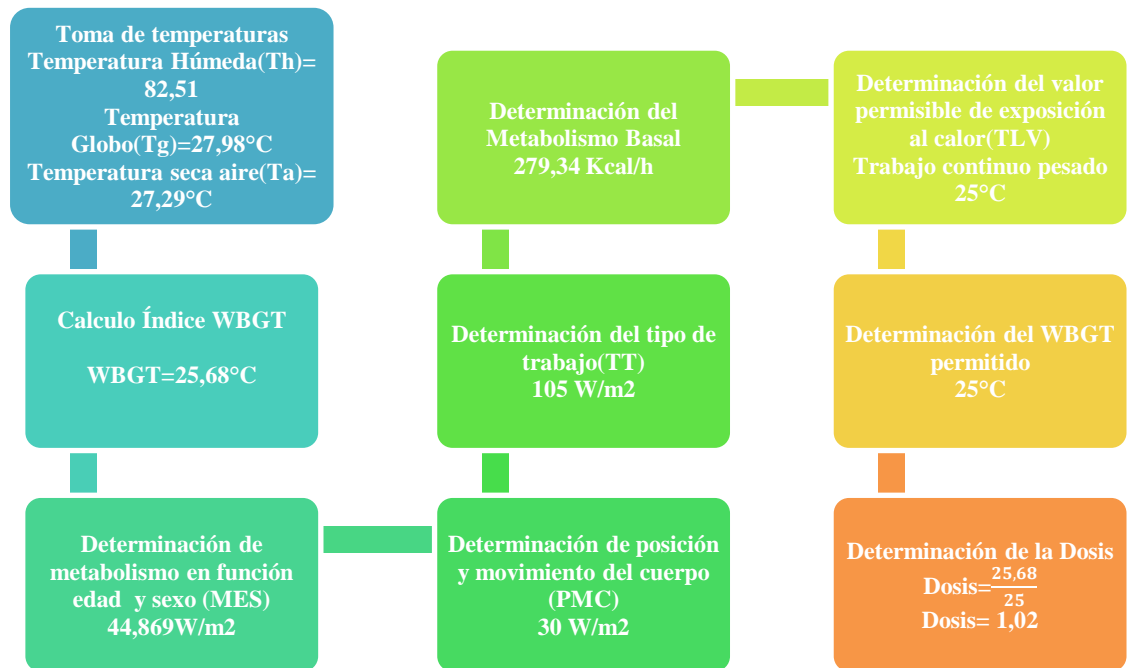 Toma de temperaturas
Temperatura Húmeda(Th)=
82,51
Temperatura
Globo(Tg)=27,98°C
Temperatura seca aire(Ta)=
27,29°C
Calculo Índice WBGT
WBGT=25,68°C
Determinación de
metabolismo en función
edad y sexo (MES)
44,869W/m2
Determinación de posición
y movimiento del cuerpo
(PMC)
30 W/m2
Determinación del tipo de
trabajo(TT)
105 W/m2
Determinación del
Metabolismo Basal
279,34 Kcal/h
Determinación del valor
permisible de exposición
al calor(TLV)
Trabajo continuo pesado
25°C
Determinación del WBGT
permitido
25°C
Determinación de la Dosis
Dosis=25,68/25
Dosis= 1,02